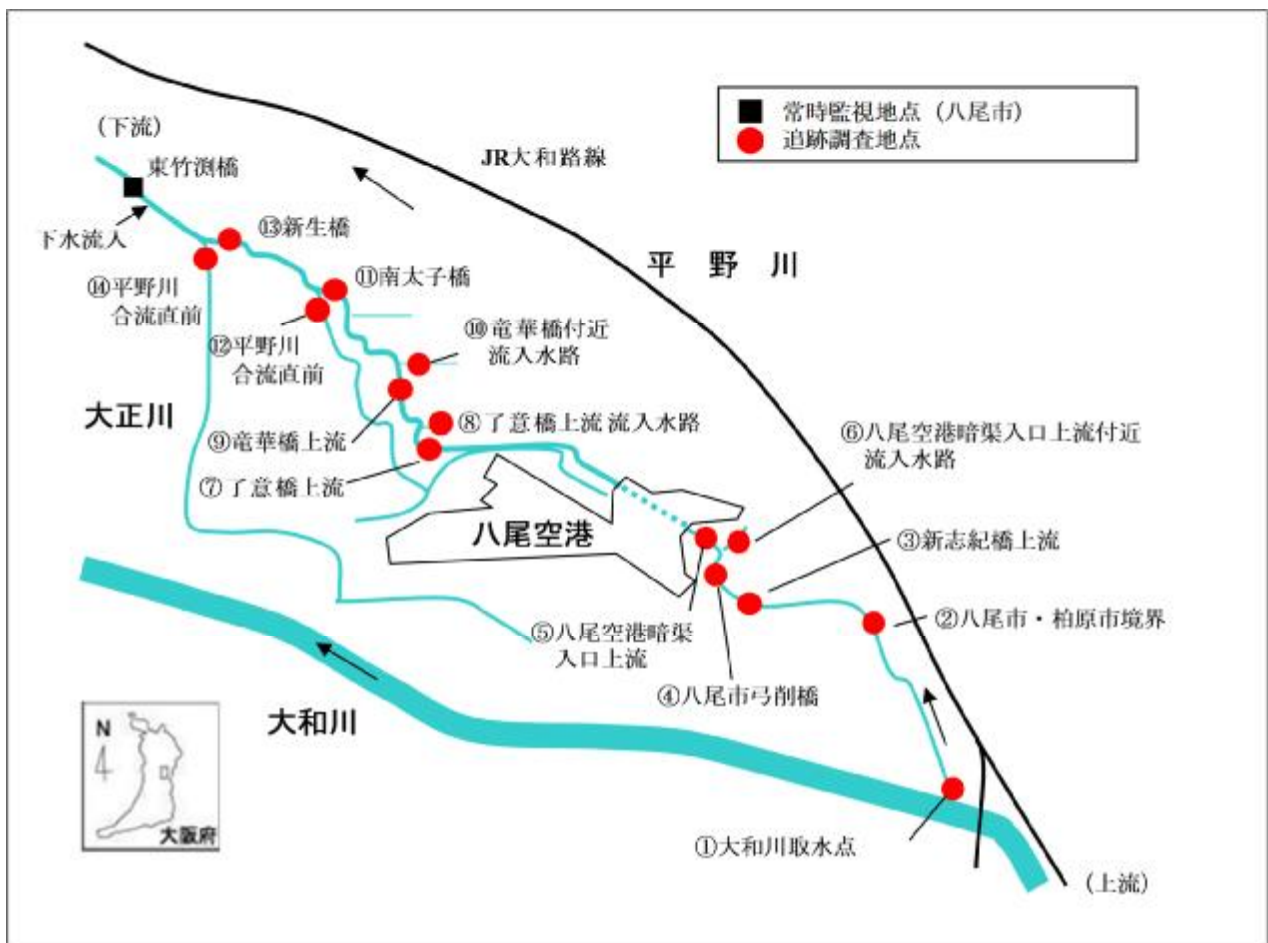 常時監視地点（八尾市）
追跡調査地点
（下流）
東竹渕橋
JR大和路線
下水流入
⑬新生橋
平 野 川
⑭平野川
合流直前
⑪南太子橋
⑩竜華橋付近
流入水路
⑫平野川
合流直前
大正川
⑧了意橋上流流入水路
⑥八尾空港暗渠入口上流付近
流入水路
⑨竜華橋上流
⑦了意橋上流
八尾空港
③新志紀橋上流
②八尾市・柏原市境界
⑤八尾空港暗渠
入口上流
④八尾市弓削橋
大和川
N
大阪府
①大和川取水点
（上流）